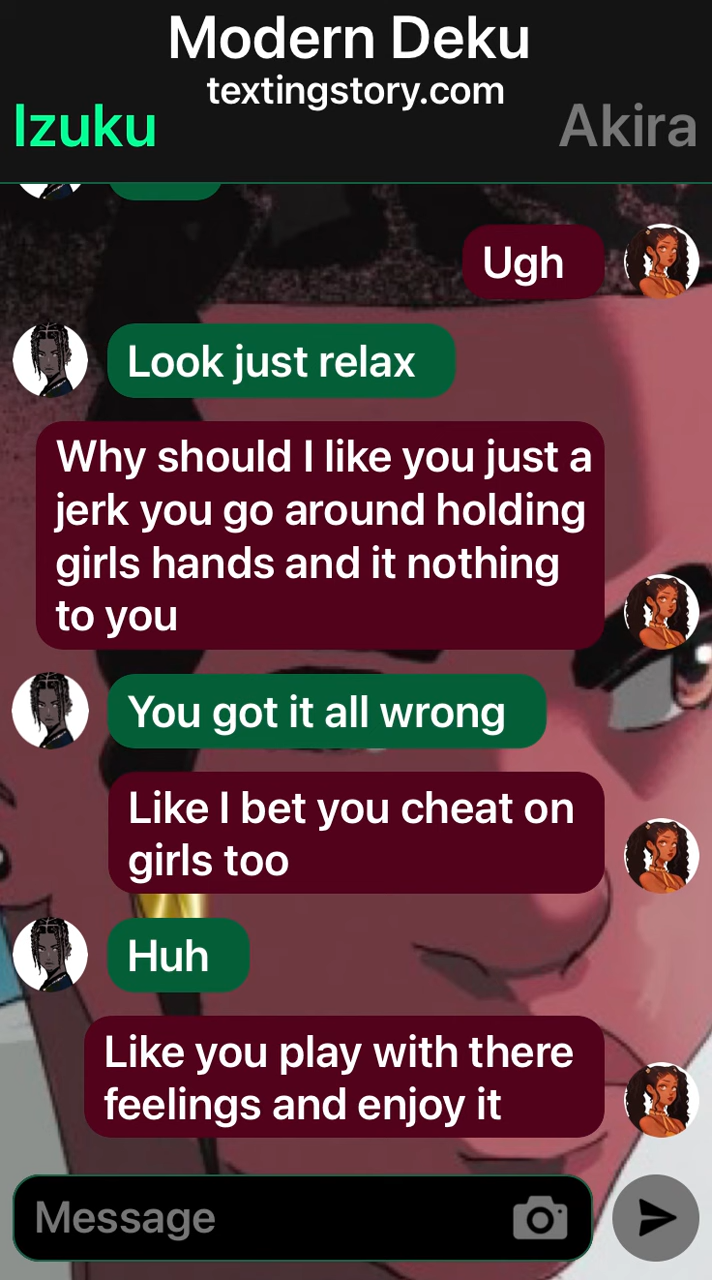 Modern Deku
textingstory.com
Izuku
Akira
Ugh
Look just relax
Why should I like you just a
jerk you go around holding
girls hands and it nothing
to you
You got it all wrong
Like I bet you cheat on
girls too
Huh
Like you play with there
feelings and enjoy it
Message